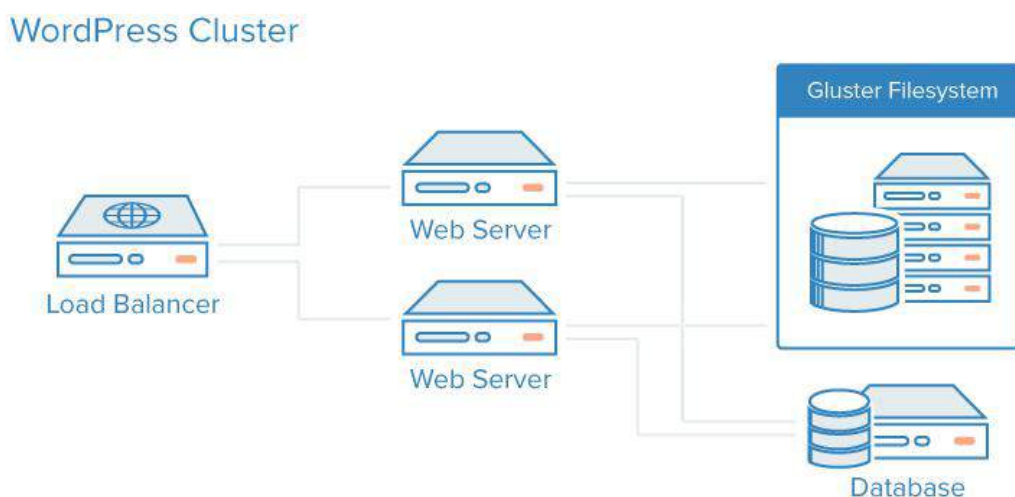 WordPress Cluster
Gluster Filesystem
Web Server
Load Balancer
Web Server
Database